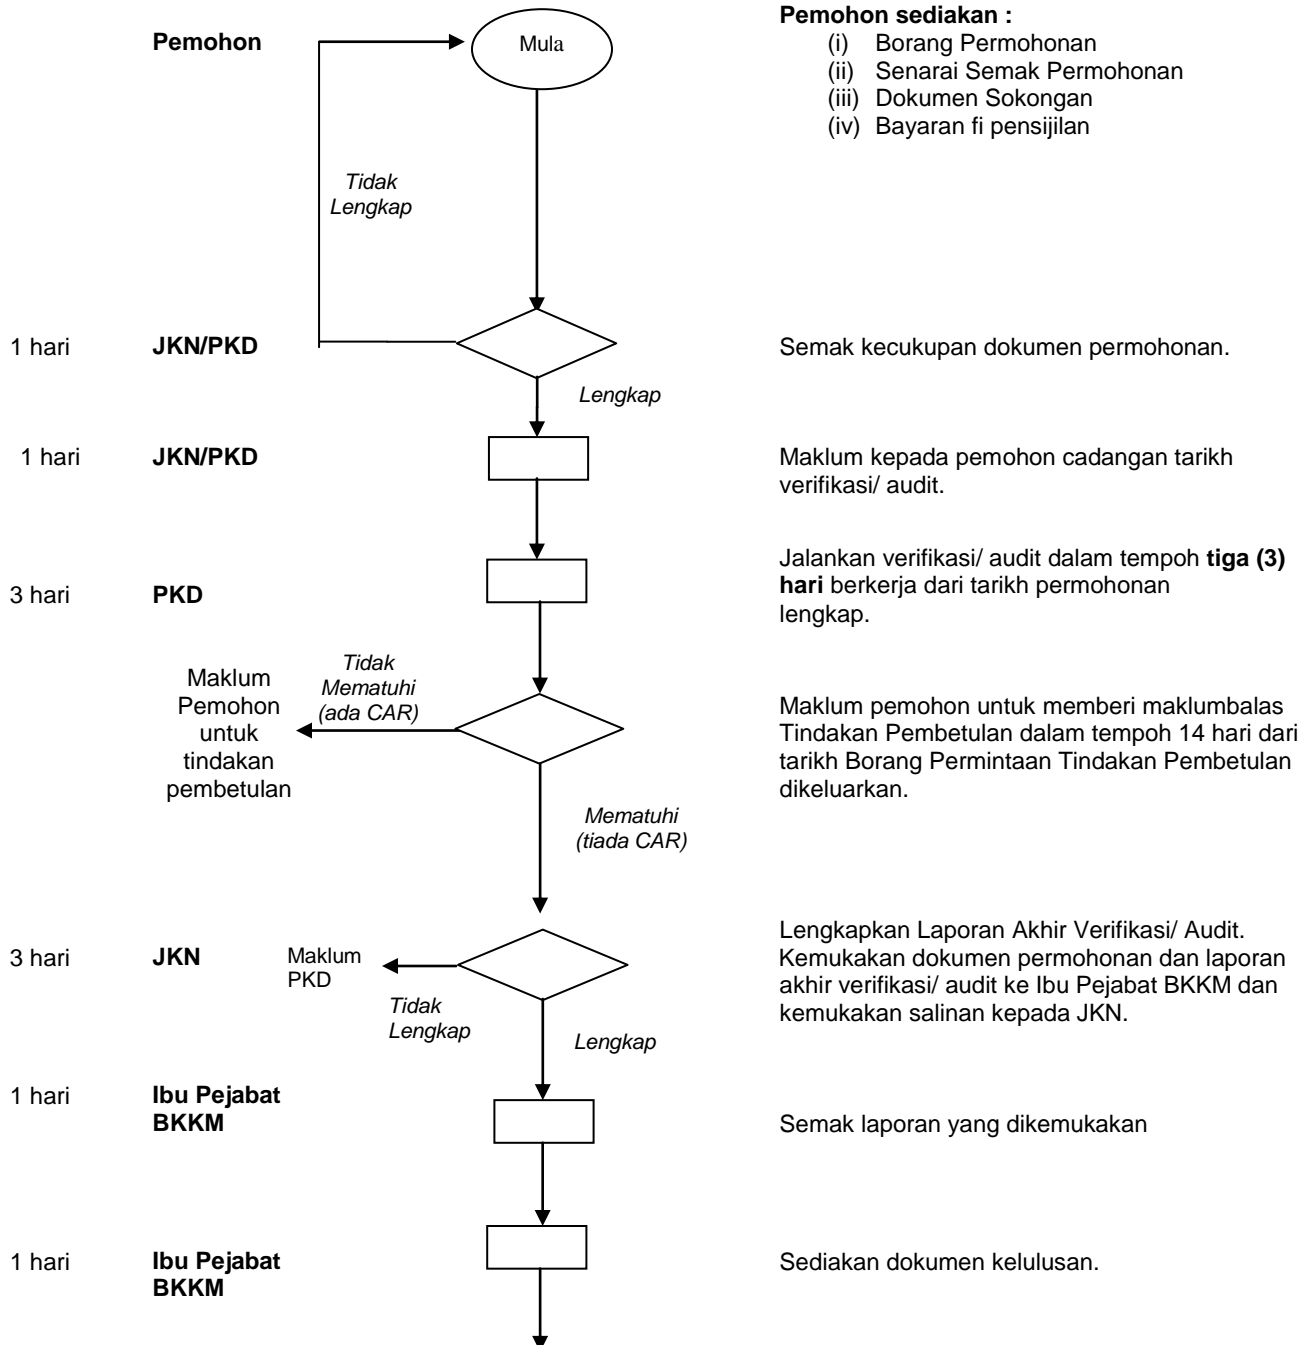 Pemohon
Mula
Pemohon sediakan :
(i) Borang Permohonan
(ii) Senarai Semak Permohonan
(iii) Dokumen Sokongan
(iv) Bayaran fi pensijilan
Tidak
Lengkap
1 hari
JKN/PKD
Semak kecukupan dokumen permohonan.
Lengkap
1 hari
JKN/PKD
Maklum kepada pemohon cadangan tarikh
verifikasi/ audit.
3 hari
PKD
Jalankan verifikasi/ audit dalam tempoh tiga (3)
hari berkerja dari tarikh permohonan
lengkap.
Maklum
Pemohon
untuk
tindakan
pembetulan
Tidak
Mematuhi
(ada CAR)
Maklum pemohon untuk memberi maklumbalas
Tindakan Pembetulan dalam tempoh 14 hari dari
tarikh Borang Permintaan Tindakan Pembetulan
dikeluarkan.
Mematuhi
(tiada CAR)
3 hari
JKN
Maklum
PKD
Tidak
Lengkap
Lengkap
Lengkapkan Laporan Akhir Verifikasi/ Audit.
Kemukakan dokumen permohonan dan laporan
akhir verifikasi/ audit ke Ibu Pejabat BKKM dan
kemukakan salinan kepada JKN.
1 hari
Ibu Pejabat
BKKM
Semak laporan yang dikemukakan
1 hari
Ibu Pejabat
BKKM
Sediakan dokumen kelulusan.